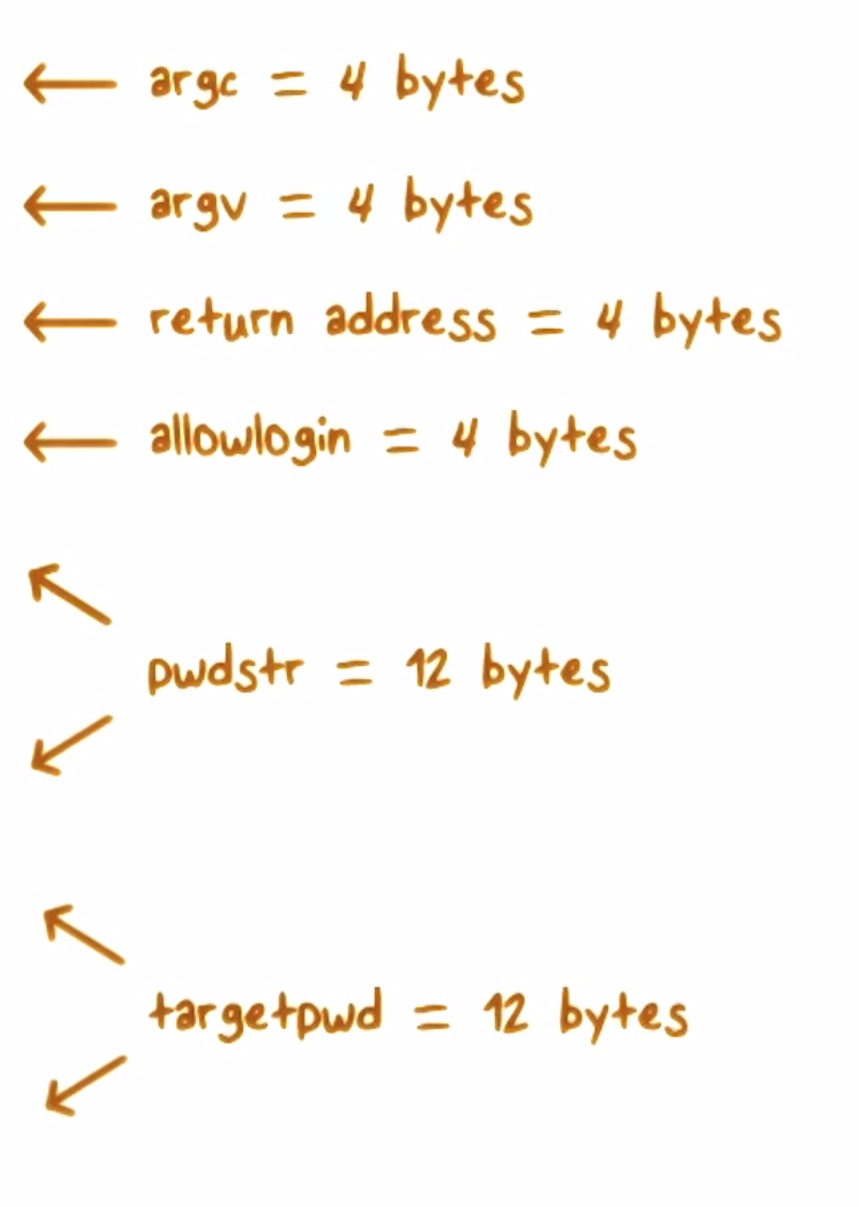 argc = 4 bytes
argv = 4 bytes
return address = 4 bytes
allowlogin = 4 bytes
pwdstr = 12 bytes
targetpwd = 12 bytes